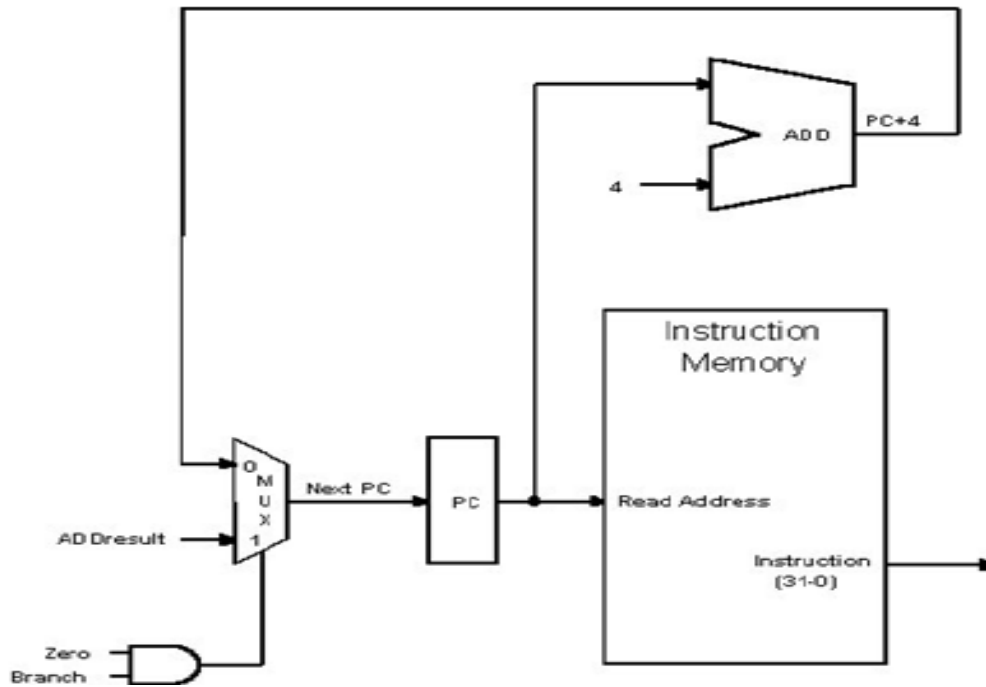 ADD
PC+4
4
Instruction
Memory
0
MUX
1
Next PC
PC
Read Address
ADDresult
Instruction
(31-0)
Zero
Branch